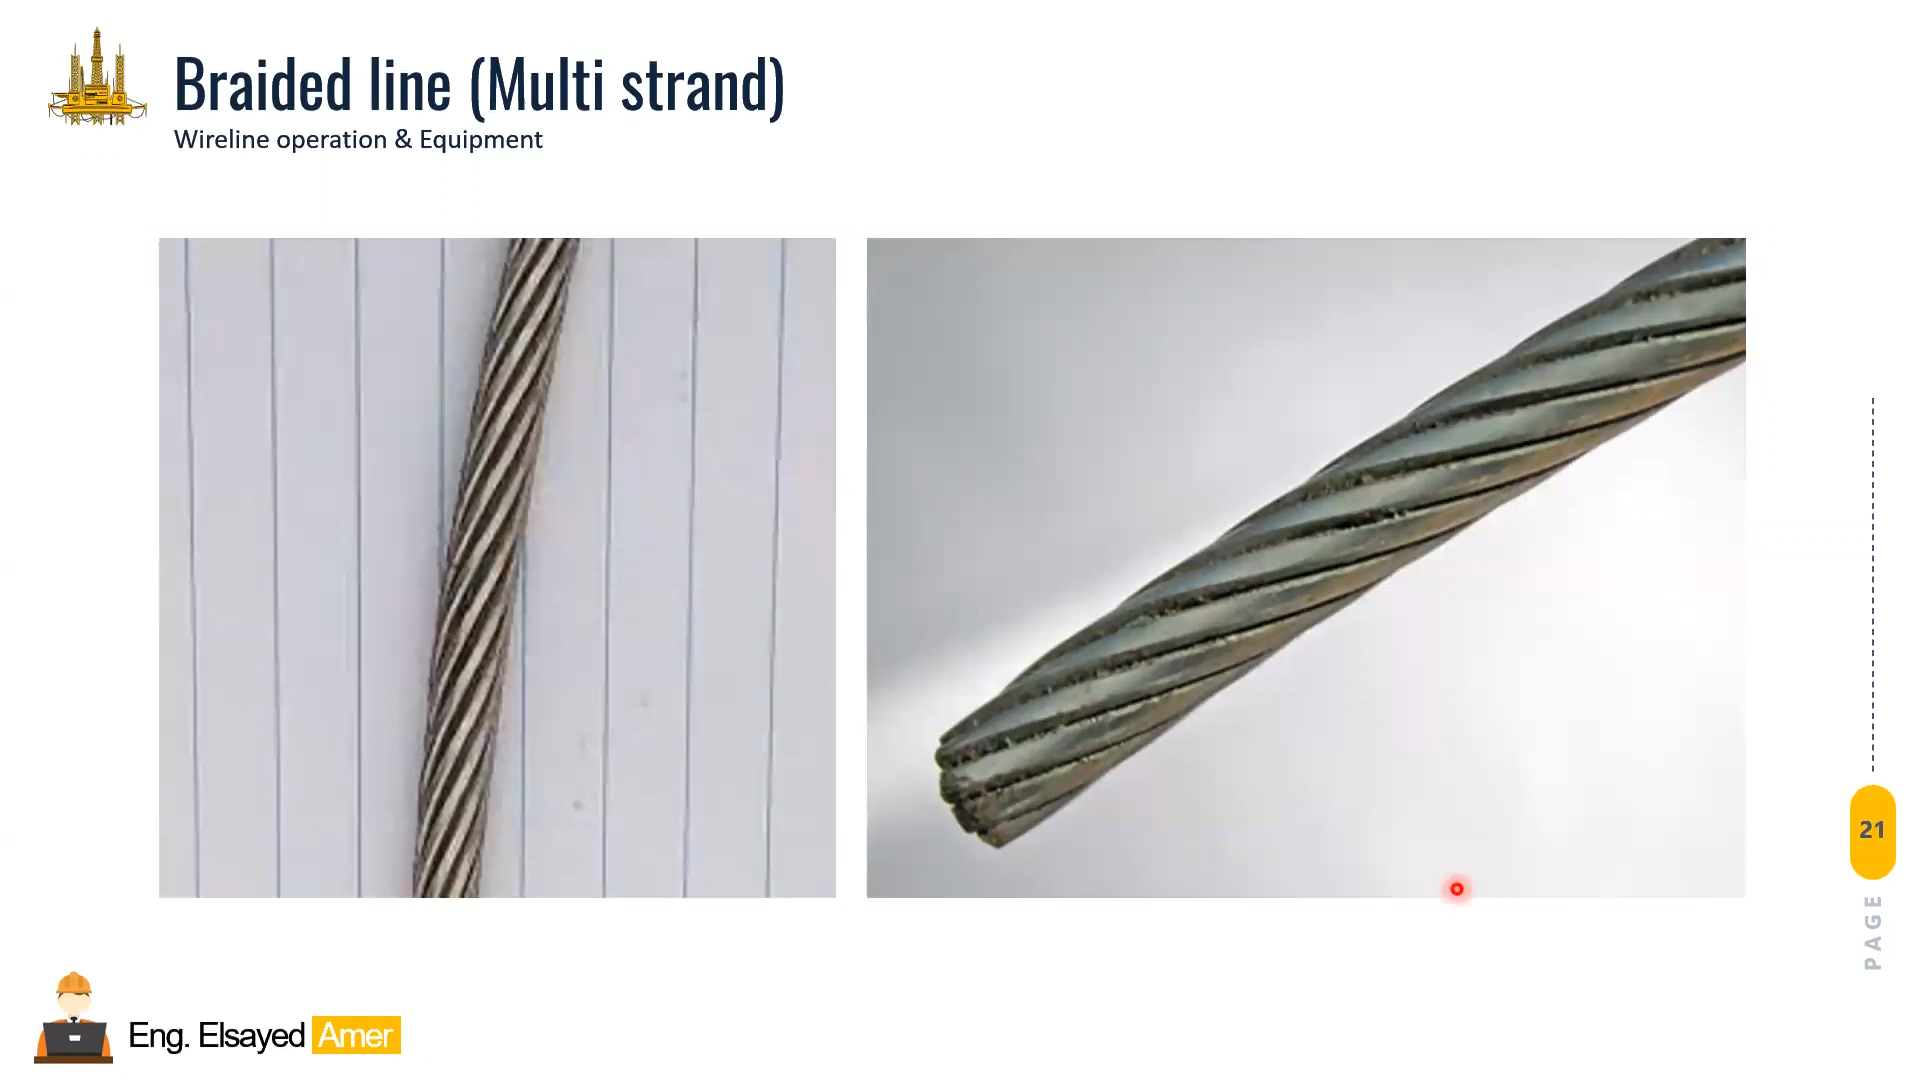 Braided line (Multi strand)
Wireline operation & Equipment
21
PAGE
Eng. Elsayed Amer